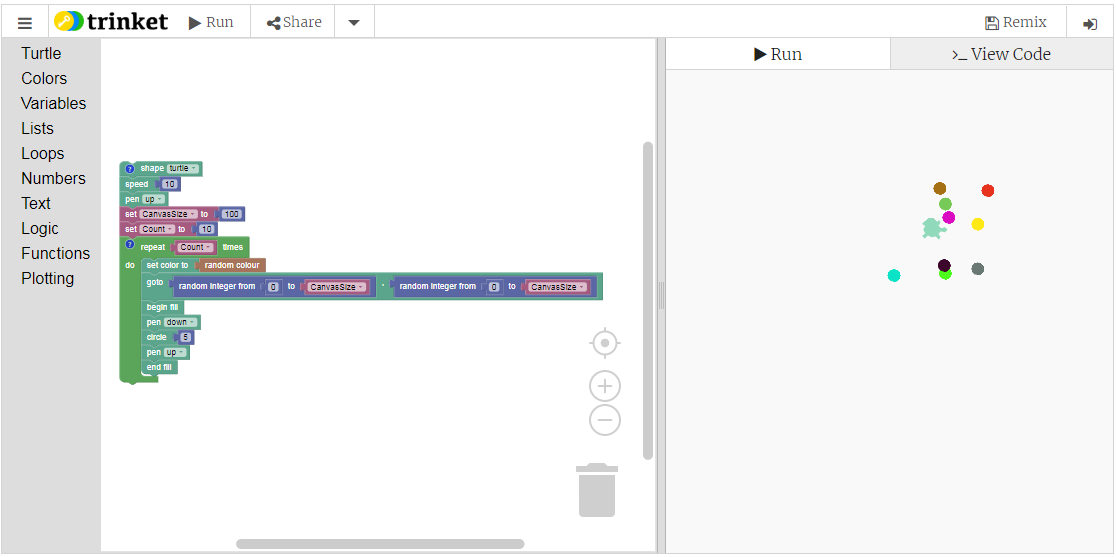 trinket Run Share Remix
Run >_ View Code
Turtle
Colors
Variables
Lists
Loops
Numbers
Text
Logic
Functions
Plotting
? shape turtle
speed 10
pen up
set CanvasSize to 100
set Count to 10
? repeat Count times
do set color to random colour
goto random integer from 0 to CanvasSize , random integer from 0 to CanvasSize
begin fill
pen down
circle 5
pen up
end fill